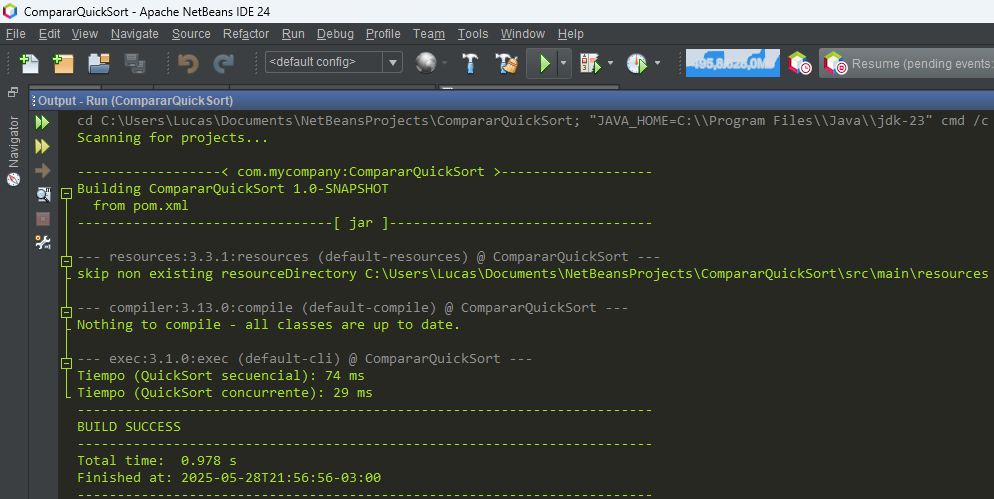 CompararQuickSort - Apache NetBeans IDE 24
File Edit View Navigate Source Refactor Run Debug Profile Team Tools Window Help
<default config>
495,8/628,0MB
Resume (pending events:
Output - Run (CompararQuickSort)
Navigator
cd C:\Users\Lucas\Documents\NetBeansProjects\CompararQuickSort; "JAVA_HOME=C:\\Program Files\\Java\\jdk-23" cmd /c
Scanning for projects...
------------------< com.mycompany:CompararQuickSort >-------------------
Building CompararQuickSort 1.0-SNAPSHOT
from pom.xml
--------------------------------[ jar ]---------------------------------
--- resources:3.3.1:resources (default-resources) @ CompararQuickSort ---
skip non existing resourceDirectory C:\Users\Lucas\Documents\NetBeansProjects\CompararQuickSort\src\main\resources
--- compiler:3.13.0:compile (default-compile) @ CompararQuickSort ---
Nothing to compile - all classes are up to date.
--- exec:3.1.0:exec (default-cli) @ CompararQuickSort ---
Tiempo (QuickSort secuencial): 74 ms
Tiempo (QuickSort concurrente): 29 ms
------------------------------------------------------------------------
BUILD SUCCESS
------------------------------------------------------------------------
Total time:  0.978 s
Finished at: 2025-05-28T21:56:56-03:00
------------------------------------------------------------------------